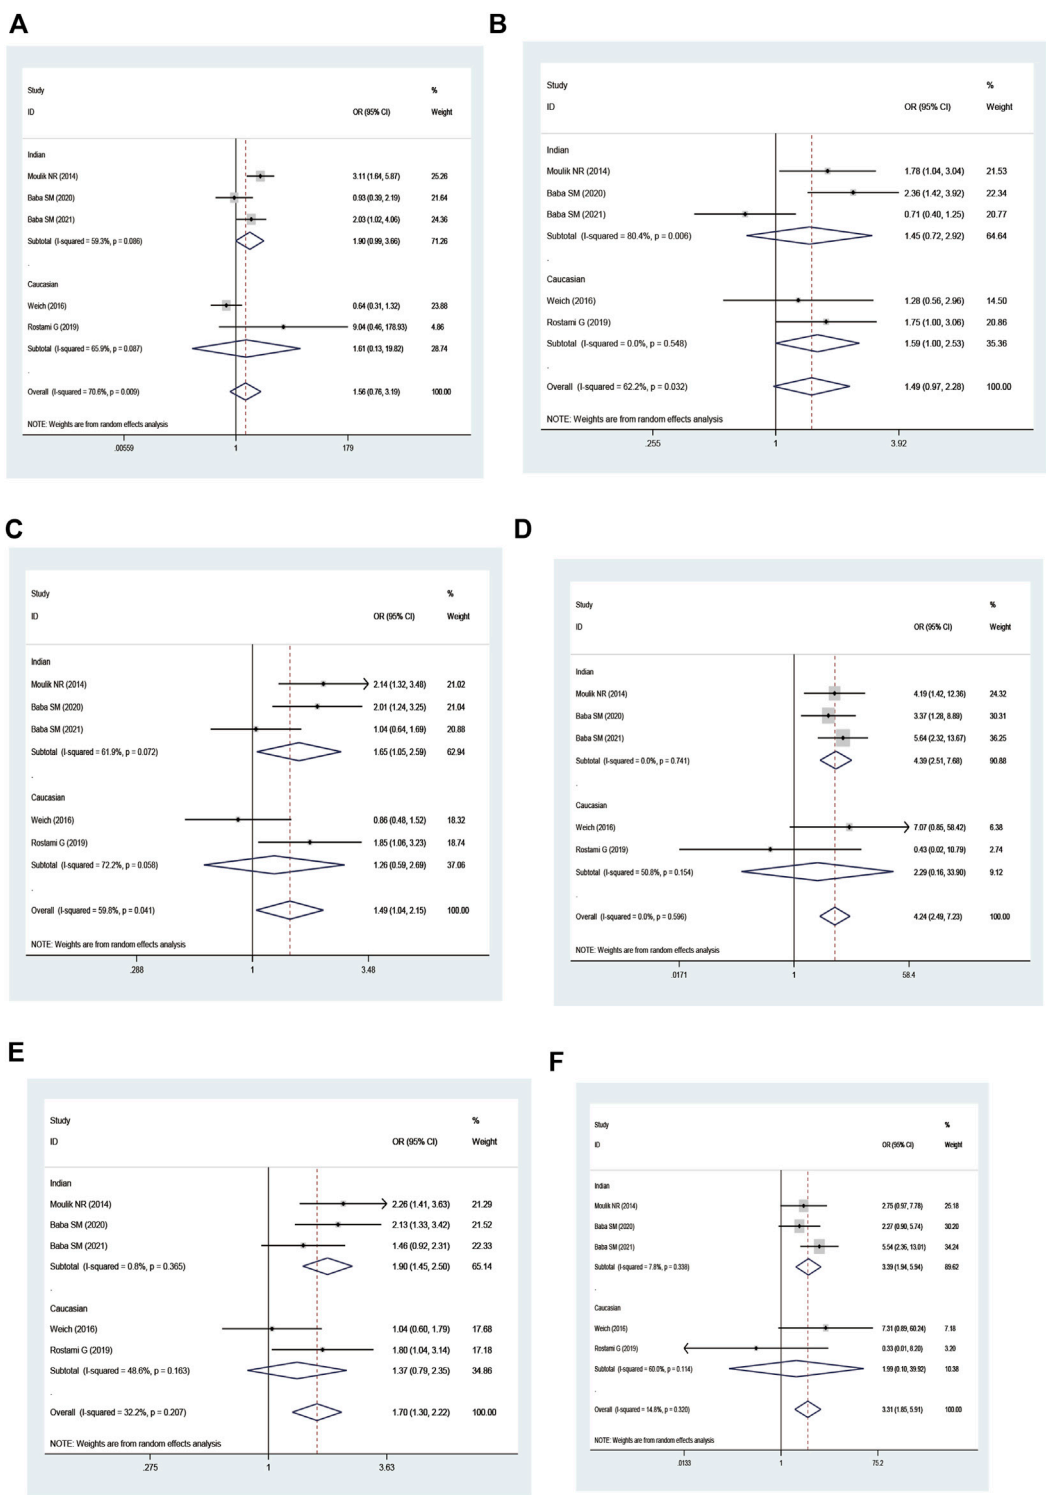 A
Study %
ID OR (95% CI) Weight
Indian
Moulik NR (2014) 3.11 (1.64, 5.87) 25.26
Baba SM (2020) 0.93 (0.39, 2.19) 21.64
Baba SM (2021) 2.03 (1.02, 4.06) 24.36
Subtotal (I-squared = 59.3%, p = 0.086) 1.90 (0.99, 3.66) 71.26
.
Caucasian
Weich (2016) 0.64 (0.31, 1.32) 23.88
Rostami G (2019) 9.04 (0.46, 178.93) 4.86
Subtotal (I-squared = 65.9%, p = 0.087) 1.61 (0.13, 19.82) 28.74
.
Overall (I-squared = 70.6%, p = 0.009) 1.56 (0.76, 3.19) 100.00
NOTE: Weights are from random effects analysis
.00559 1 179
B
Study %
ID OR (95% CI) Weight
Indian
Moulik NR (2014) 1.78 (1.04, 3.04) 21.53
Baba SM (2020) 2.36 (1.42, 3.92) 22.34
Baba SM (2021) 0.71 (0.40, 1.25) 20.77
Subtotal (I-squared = 80.4%, p = 0.006) 1.45 (0.72, 2.92) 64.64
.
Caucasian
Weich (2016) 1.28 (0.56, 2.96) 14.50
Rostami G (2019) 1.75 (1.00, 3.06) 20.86
Subtotal (I-squared = 0.0%, p = 0.548) 1.59 (1.00, 2.53) 35.36
.
Overall (I-squared = 62.2%, p = 0.032) 1.49 (0.97, 2.28) 100.00
NOTE: Weights are from random effects analysis
.255 1 3.92
C
Study %
ID OR (95% CI) Weight
Indian
Moulik NR (2014) 2.14 (1.32, 3.48) 21.02
Baba SM (2020) 2.01 (1.24, 3.25) 21.04
Baba SM (2021) 1.04 (0.64, 1.69) 20.88
Subtotal (I-squared = 61.9%, p = 0.072) 1.65 (1.05, 2.59) 62.94
.
Caucasian
Weich (2016) 0.86 (0.48, 1.52) 18.32
Rostami G (2019) 1.85 (1.06, 3.23) 18.74
Subtotal (I-squared = 72.2%, p = 0.058) 1.26 (0.59, 2.69) 37.06
.
Overall (I-squared = 59.8%, p = 0.041) 1.49 (1.04, 2.15) 100.00
NOTE: Weights are from random effects analysis
.288 1 3.48
D
Study %
ID OR (95% CI) Weight
Indian
Moulik NR (2014) 4.19 (1.42, 12.36) 24.32
Baba SM (2020) 3.37 (1.28, 8.89) 30.31
Baba SM (2021) 5.64 (2.32, 13.67) 36.25
Subtotal (I-squared = 0.0%, p = 0.741) 4.39 (2.51, 7.68) 90.88
.
Caucasian
Weich (2016) 7.07 (0.85, 58.42) 6.38
Rostami G (2019) 0.43 (0.02, 10.79) 2.74
Subtotal (I-squared = 50.8%, p = 0.154) 2.29 (0.16, 33.90) 9.12
.
Overall (I-squared = 0.0%, p = 0.596) 4.24 (2.49, 7.23) 100.00
NOTE: Weights are from random effects analysis
.0171 1 58.4
E
Study %
ID OR (95% CI) Weight
Indian
Moulik NR (2014) 2.26 (1.41, 3.63) 21.29
Baba SM (2020) 2.13 (1.33, 3.42) 21.52
Baba SM (2021) 1.46 (0.92, 2.31) 22.33
Subtotal (I-squared = 0.8%, p = 0.365) 1.90 (1.45, 2.50) 65.14
.
Caucasian
Weich (2016) 1.04 (0.60, 1.79) 17.68
Rostami G (2019) 1.80 (1.04, 3.14) 17.18
Subtotal (I-squared = 48.6%, p = 0.163) 1.37 (0.79, 2.35) 34.86
.
Overall (I-squared = 32.2%, p = 0.207) 1.70 (1.30, 2.22) 100.00
NOTE: Weights are from random effects analysis
.275 1 3.63
F
Study %
ID OR (95% CI) Weight
Indian
Moulik NR (2014) 2.75 (0.97, 7.78) 25.18
Baba SM (2020) 2.27 (0.90, 5.74) 30.20
Baba SM (2021) 5.54 (2.36, 13.01) 34.24
Subtotal (I-squared = 7.8%, p = 0.338) 3.39 (1.94, 5.94) 89.62
.
Caucasian
Weich (2016) 7.31 (0.89, 60.24) 7.18
Rostami G (2019) 0.33 (0.01, 8.20) 3.20
Subtotal (I-squared = 60.0%, p = 0.114) 1.99 (0.10, 39.92) 10.38
.
Overall (I-squared = 14.8%, p = 0.320) 3.31 (1.85, 5.91) 100.00
NOTE: Weights are from random effects analysis
.0133 1 75.2